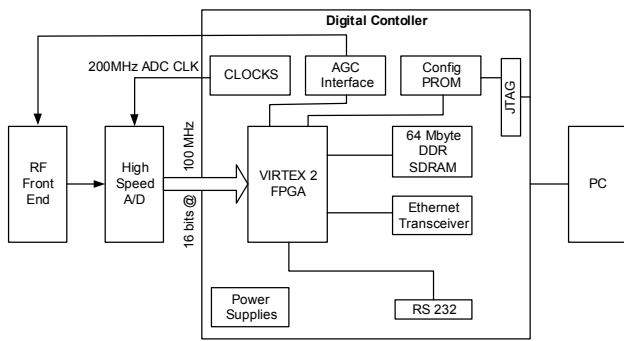 Digital Contoller
200MHz ADC CLK
CLOCKS
AGC
Interface
Config
PROM
JTAG
RF
Front
End
High
Speed
A/D
16 bits @ 100 MHz
VIRTEX 2
FPGA
64 Mbyte
DDR
SDRAM
Ethernet
Transceiver
PC
Power
Supplies
RS 232